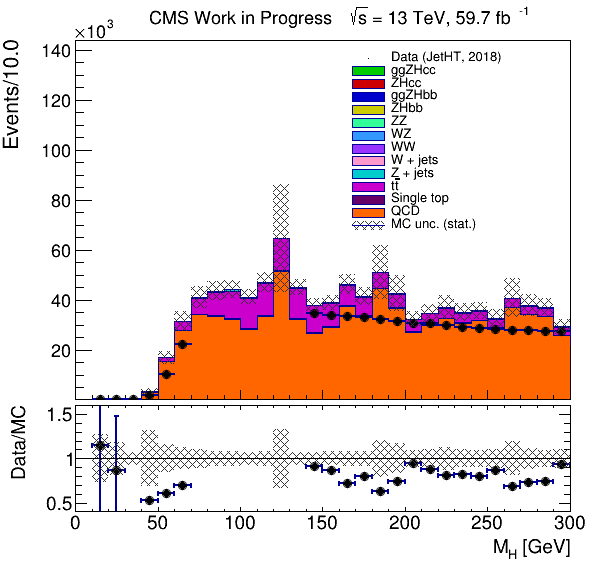 CMS Work in Progress √s = 13 TeV, 59.7 fb⁻¹
×10³
Events/10.0
140
120
100
80
60
40
20
Data (JetHT, 2018)
ggZHcc
ZHcc
ggZHbb
ZHbb
ZZ
WZ
WW
W + jets
Z + jets
tt̅
Single top
QCD
MC unc. (stat.)
Data/MC
1.5
1
0.5
0 50 100 150 200 250 300
M_H [GeV]